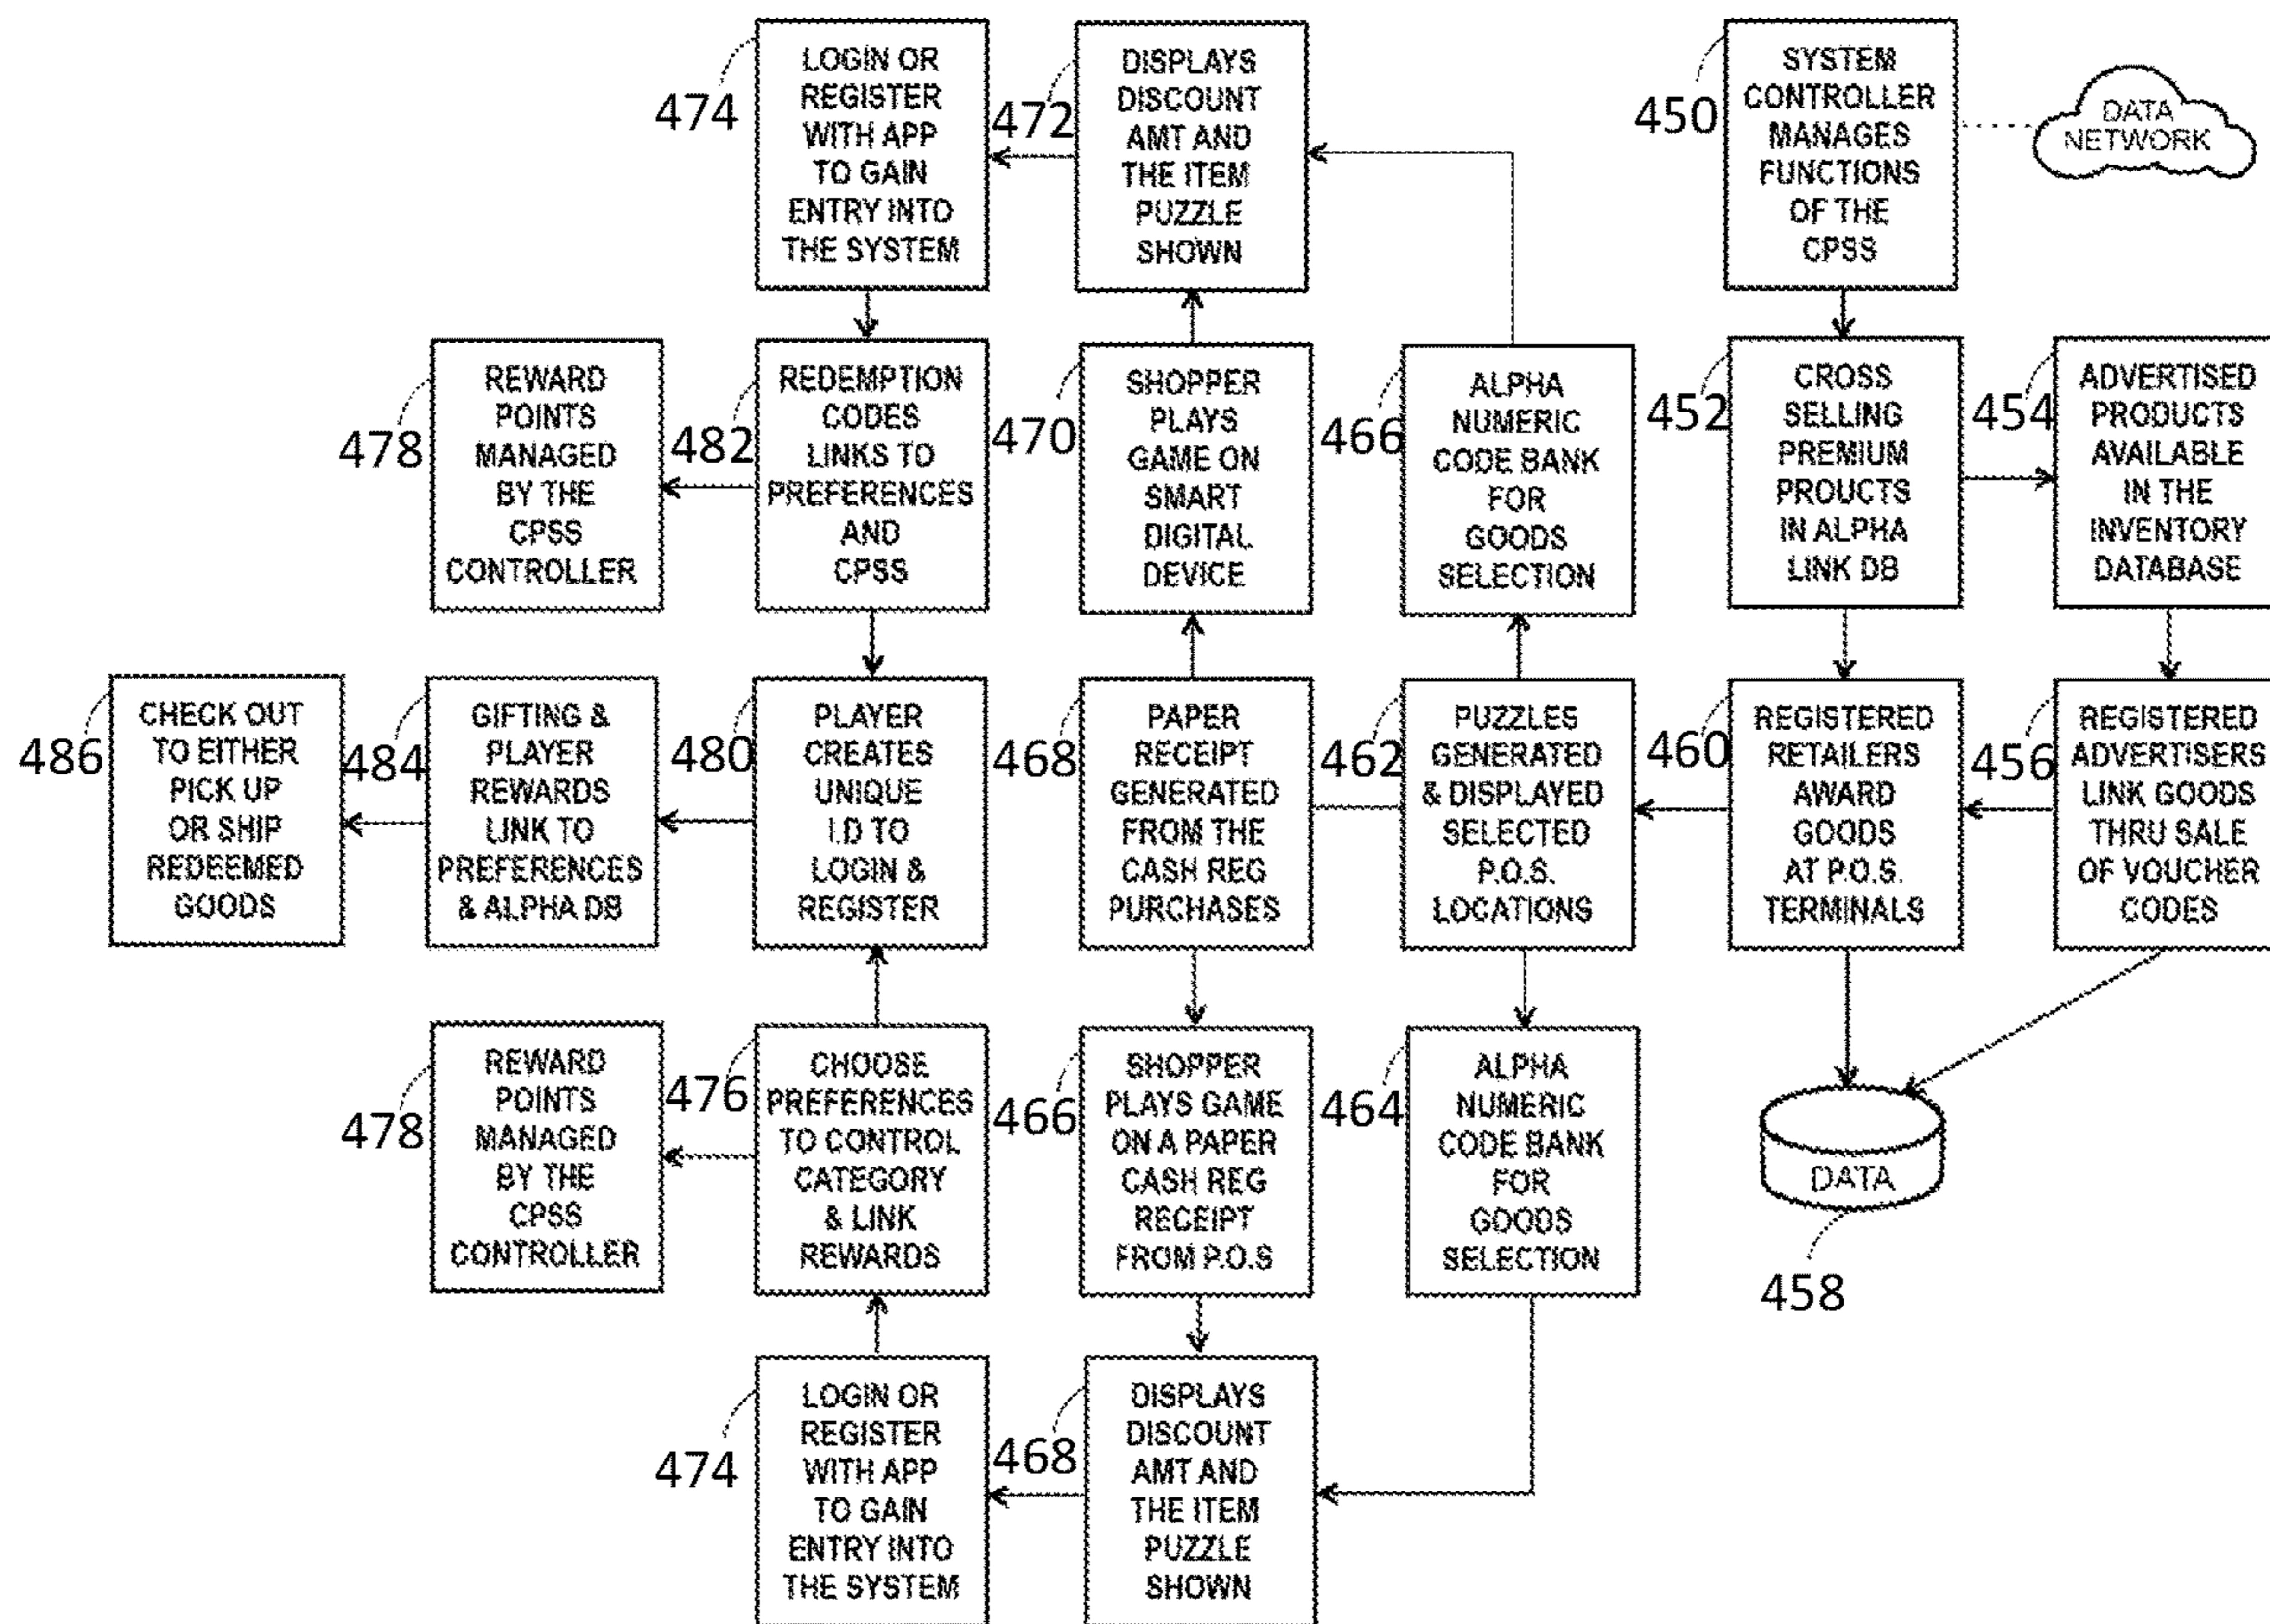 474
LOGIN OR
REGISTER
WITH APP
TO GAIN
ENTRY INTO
THE SYSTEM
472
DISPLAYS
DISCOUNT
AMT AND
THE ITEM
PUZZLE
SHOWN
450
SYSTEM
CONTROLLER
MANAGES
FUNCTIONS
OF THE
CPSS
DATA
NETWORK
478
REWARD
POINTS
MANAGED
BY THE
CPSS
CONTROLLER
482
REDEMPTION
CODES
LINKS TO
PREFERENCES
AND
CPSS
470
SHOPPER
PLAYS
GAME ON
SMART
DIGITAL
DEVICE
466
ALPHA
NUMERIC
CODE BANK
FOR
GOODS
SELECTION
452
CROSS
SELLING
PREMIUM
PRODUCTS
IN ALPHA
LINK DB
454
ADVERTISED
PRODUCTS
AVAILABLE
IN THE
INVENTORY
DATABASE
486
CHECK OUT
TO EITHER
PICK UP
OR SHIP
REDEEMED
GOODS
484
GIFTING &
PLAYER
REWARDS
LINK TO
PREFERENCES
& ALPHA DB
480
PLAYER
CREATES
UNIQUE
I.D TO
LOGIN &
REGISTER
468
PAPER
RECEIPT
GENERATED
FROM THE
CASH REG
PURCHASES
462
PUZZLES
GENERATED
& DISPLAYED
SELECTED
P.O.S.
LOCATIONS
460
REGISTERED
RETAILERS
AWARD
GOODS
AT P.O.S.
TERMINALS
456
REGISTERED
ADVERTISERS
LINK GOODS
THRU SALE
OF VOUCHER
CODES
478
REWARD
POINTS
MANAGED
BY THE
CPSS
CONTROLLER
476
CHOOSE
PREFERENCES
TO CONTROL
CATEGORY
& LINK
REWARDS
466
SHOPPER
PLAYS GAME
ON A PAPER
CASH REG
RECEIPT
FROM P.O.S
464
ALPHA
NUMERIC
CODE BANK
FOR
GOODS
SELECTION
DATA
458
474
LOGIN OR
REGISTER
WITH APP
TO GAIN
ENTRY INTO
THE SYSTEM
468
DISPLAYS
DISCOUNT
AMT AND
THE ITEM
PUZZLE
SHOWN